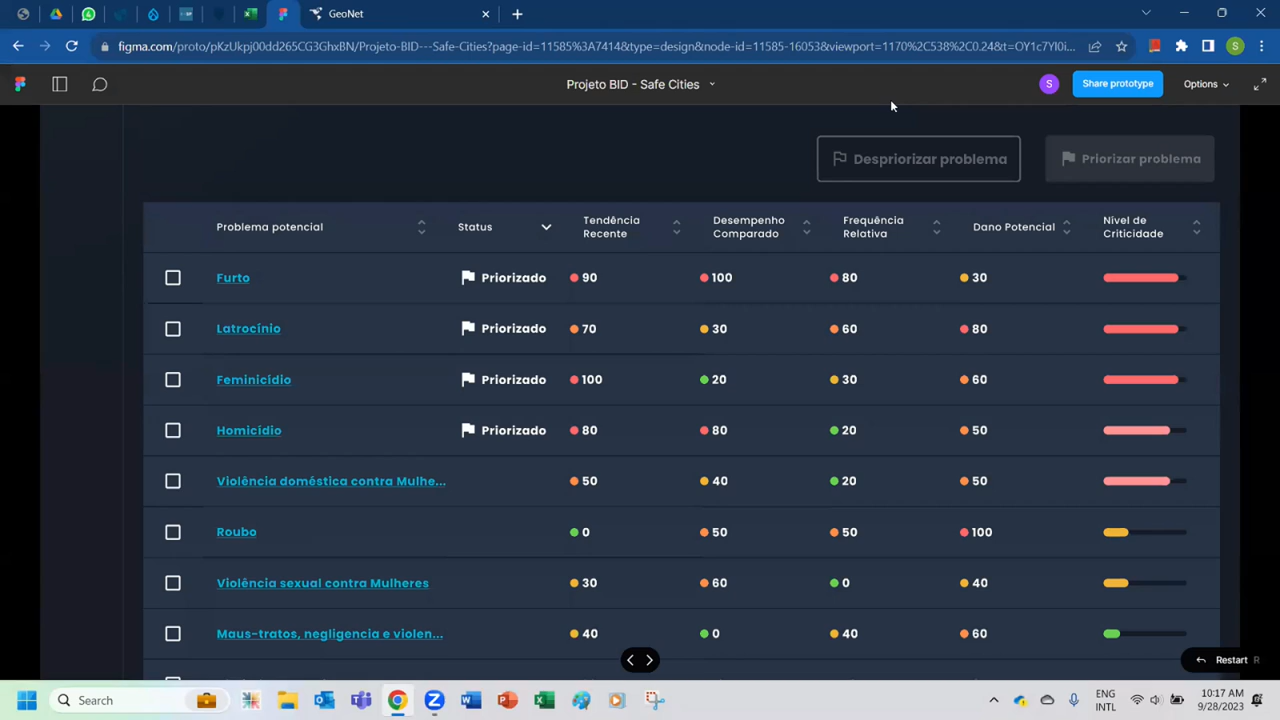 GeoNet
figma.com/proto/pKzUkpj00dd265CG3GhxBN/Projeto-BID---Safe-Cities?page-id=11585%3A7414&type=design&node-id=11585-16053&viewport=1170%2C538%2C0.24&t=OY1c7Yl0i...
S
Projeto BID - Safe Cities
S
Share prototype
Options
Despriorizar problema
Priorizar problema
Problema potencial
Status
Tendência
Recente
Desempenho
Comparado
Frequência
Relativa
Dano Potencial
Nível de
Criticidade
Furto Priorizado 90 100 80 30
Latrocínio Priorizado 70 30 60 80
Feminicídio Priorizado 100 20 30 60
Homicídio Priorizado 80 80 20 50
Violência doméstica contra Mulhe... 50 40 20 50
Roubo 0 50 50 100
Violência sexual contra Mulheres 30 60 0 40
Maus-tratos, negligencia e violen... 40 0 40 60
Restart R
Search
ENG
INTL
10:17 AM
9/28/2023